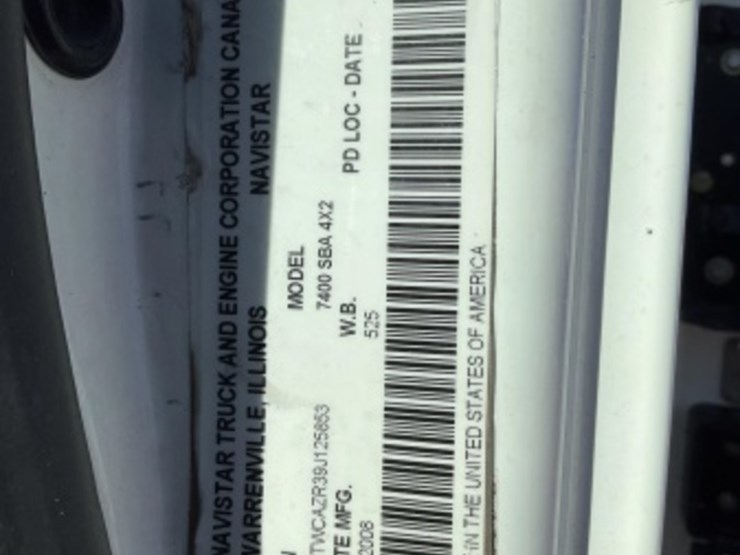 NAVISTAR TRUCK AND ENGINE CORPORATION CANA
WARRENVILLE, ILLINOIS NAVISTAR
MODEL
TWCAZR39J125853 7400 SBA 4X2
TE MFG. W.B. PD LOC - DATE
2008 525
IN THE UNITED STATES OF AMERICA